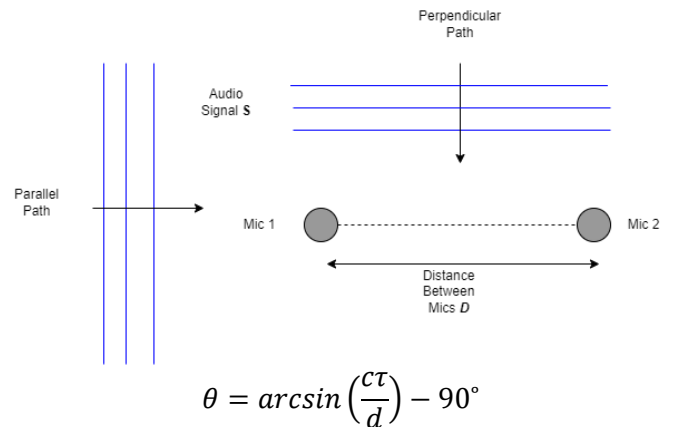 Perpendicular
Path
Audio
Signal S
Parallel
Path
Mic 1
Mic 2
Distance
Between
Mics D
θ = arcsin (cτ/d) − 90°